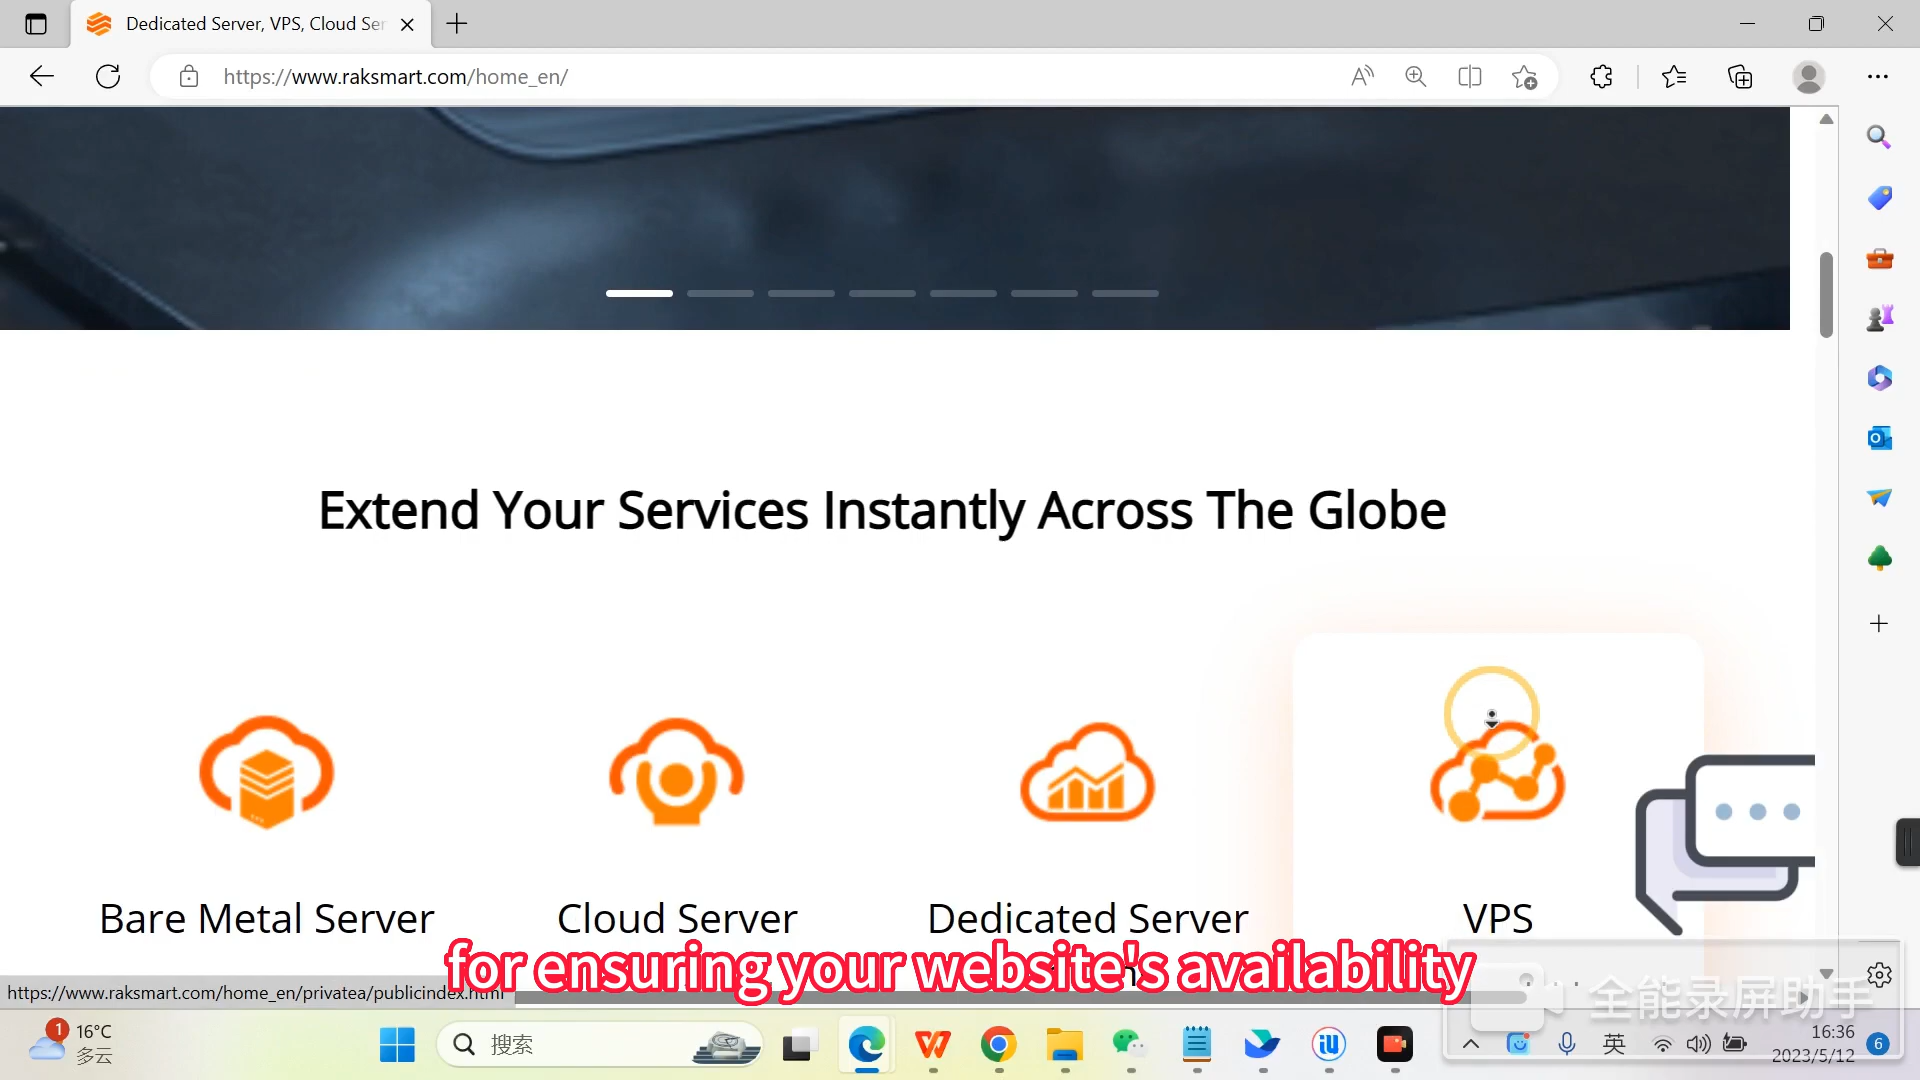 Dedicated Server, VPS, Cloud Ser
https://www.raksmart.com/home_en/
Extend Your Services Instantly Across The Globe
Bare Metal Server
Cloud Server
Dedicated Server
VPS
for ensuring your website's availability
https://www.raksmart.com/home_en/privatea/publicindex.html
全能录屏助手
1
16°C
多云
搜索
英
16:36
2023/5/12
6